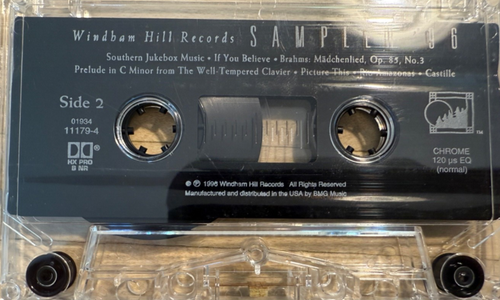 Windham Hill Records SAMPLER '96
Southern Jukebox Music • If You Believe • Brahms: Mädchenlied, Op. 85, No.3
Prelude in C Minor from The Well-Tempered Clavier • Picture This • Rio Amazonas • Castille
Side 2
01934
11179-4
HX PRO
B NR
TM
CHROME
120 µs EQ
(normal)
© ℗ 1996 Windham Hill Records All Rights Reserved
Manufactured and distributed in the USA by BMG Music